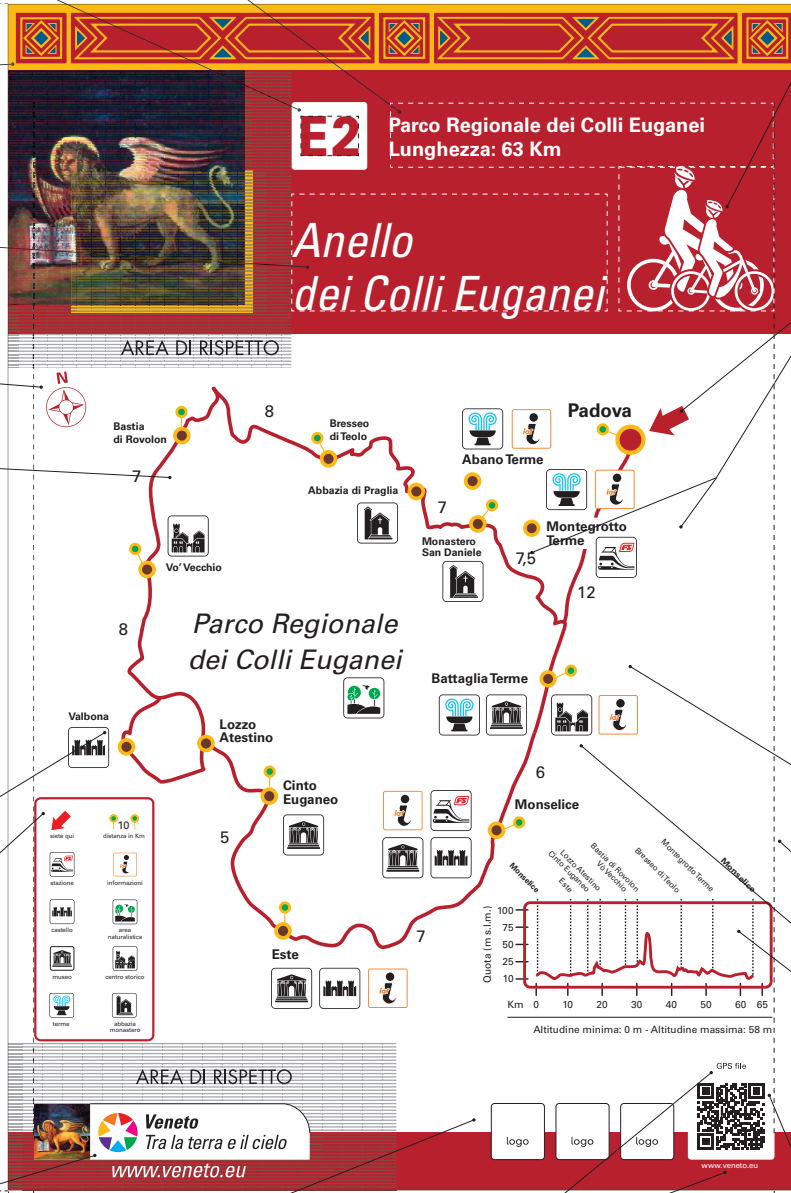 E2
Parco Regionale dei Colli Euganei
Lunghezza: 63 Km
Anello
dei Colli Euganei
AREA DI RISPETTO
N
Bastia
di Rovolon
8
Bresseo
di Teolo
Padova
Abano Terme
7
Abbazia di Praglia
7
Montegrotto
Terme
Monastero
San Daniele
7,5
FS
Vo' Vecchio
12
8
Parco Regionale
dei Colli Euganei
Battaglia Terme
Valbona
Lozzo
Atestino
6
Cinto
Euganeo
Monselice
FS
5
7
Este
siete qui
10
distanza in Km
FS
stazione
informazioni
castello
area
naturalistica
museo
centro storico
terme
abbazia
monastero
Monselice
Este
Cinto Euganeo
Lozzo Atestino
Vò Vecchio
Bastia di Rovolon
Bresseo di Teolo
Momsegroto Terme
Monselice
Quota (m s.l.m.)
100
75
50
25
10
Km 0 10 20 30 40 50 60 65
Altitudine minima: 0 m - Altitudine massima: 58 m
AREA DI RISPETTO
GPS file
Veneto
Tra la terra e il cielo
www.veneto.eu
logo
logo
logo
www.veneto.eu